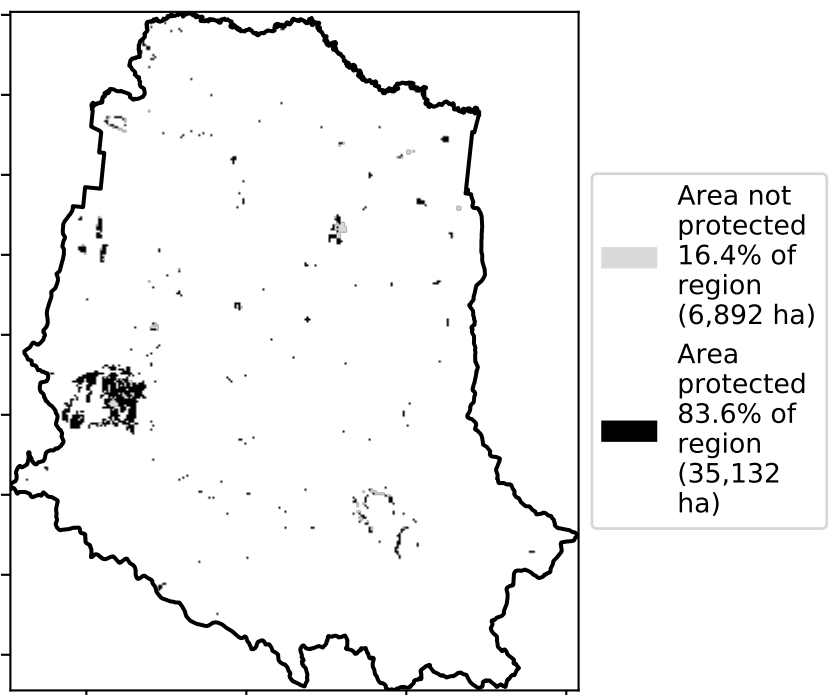 Area not
protected
16.4% of
region
(6,892 ha)
Area
protected
83.6% of
region
(35,132
ha)